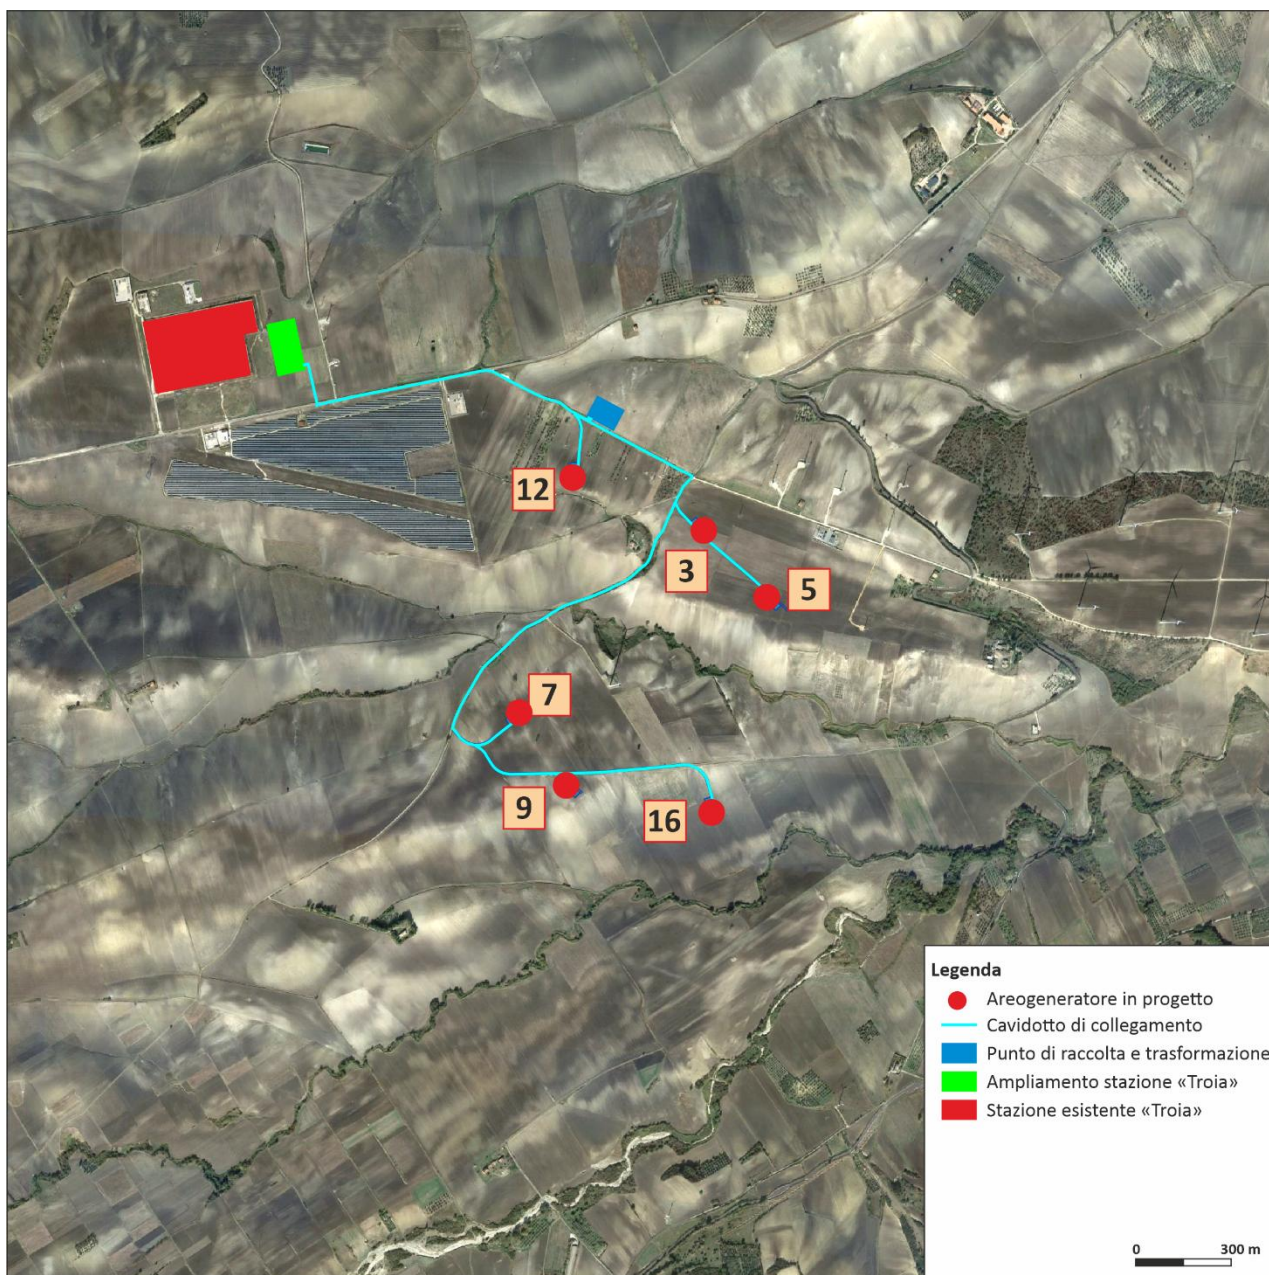 12
3
5
7
9
16
Legenda
Areogeneratore in progetto
Cavidotto di collegamento
Punto di raccolta e trasformazione
Ampliamento stazione «Troia»
Stazione esistente «Troia»
0 300 m